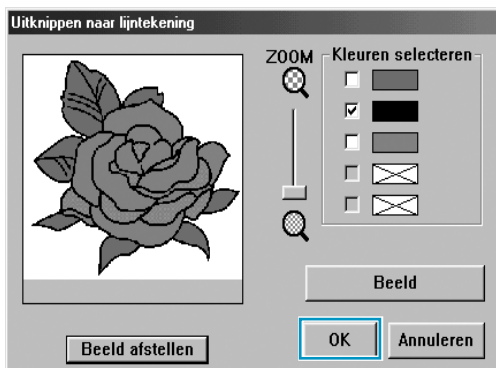 Uitknippen naar lijntekening
ZOOM
Kleuren selecteren
Beeld
OK
Annuleren
Beeld afstellen